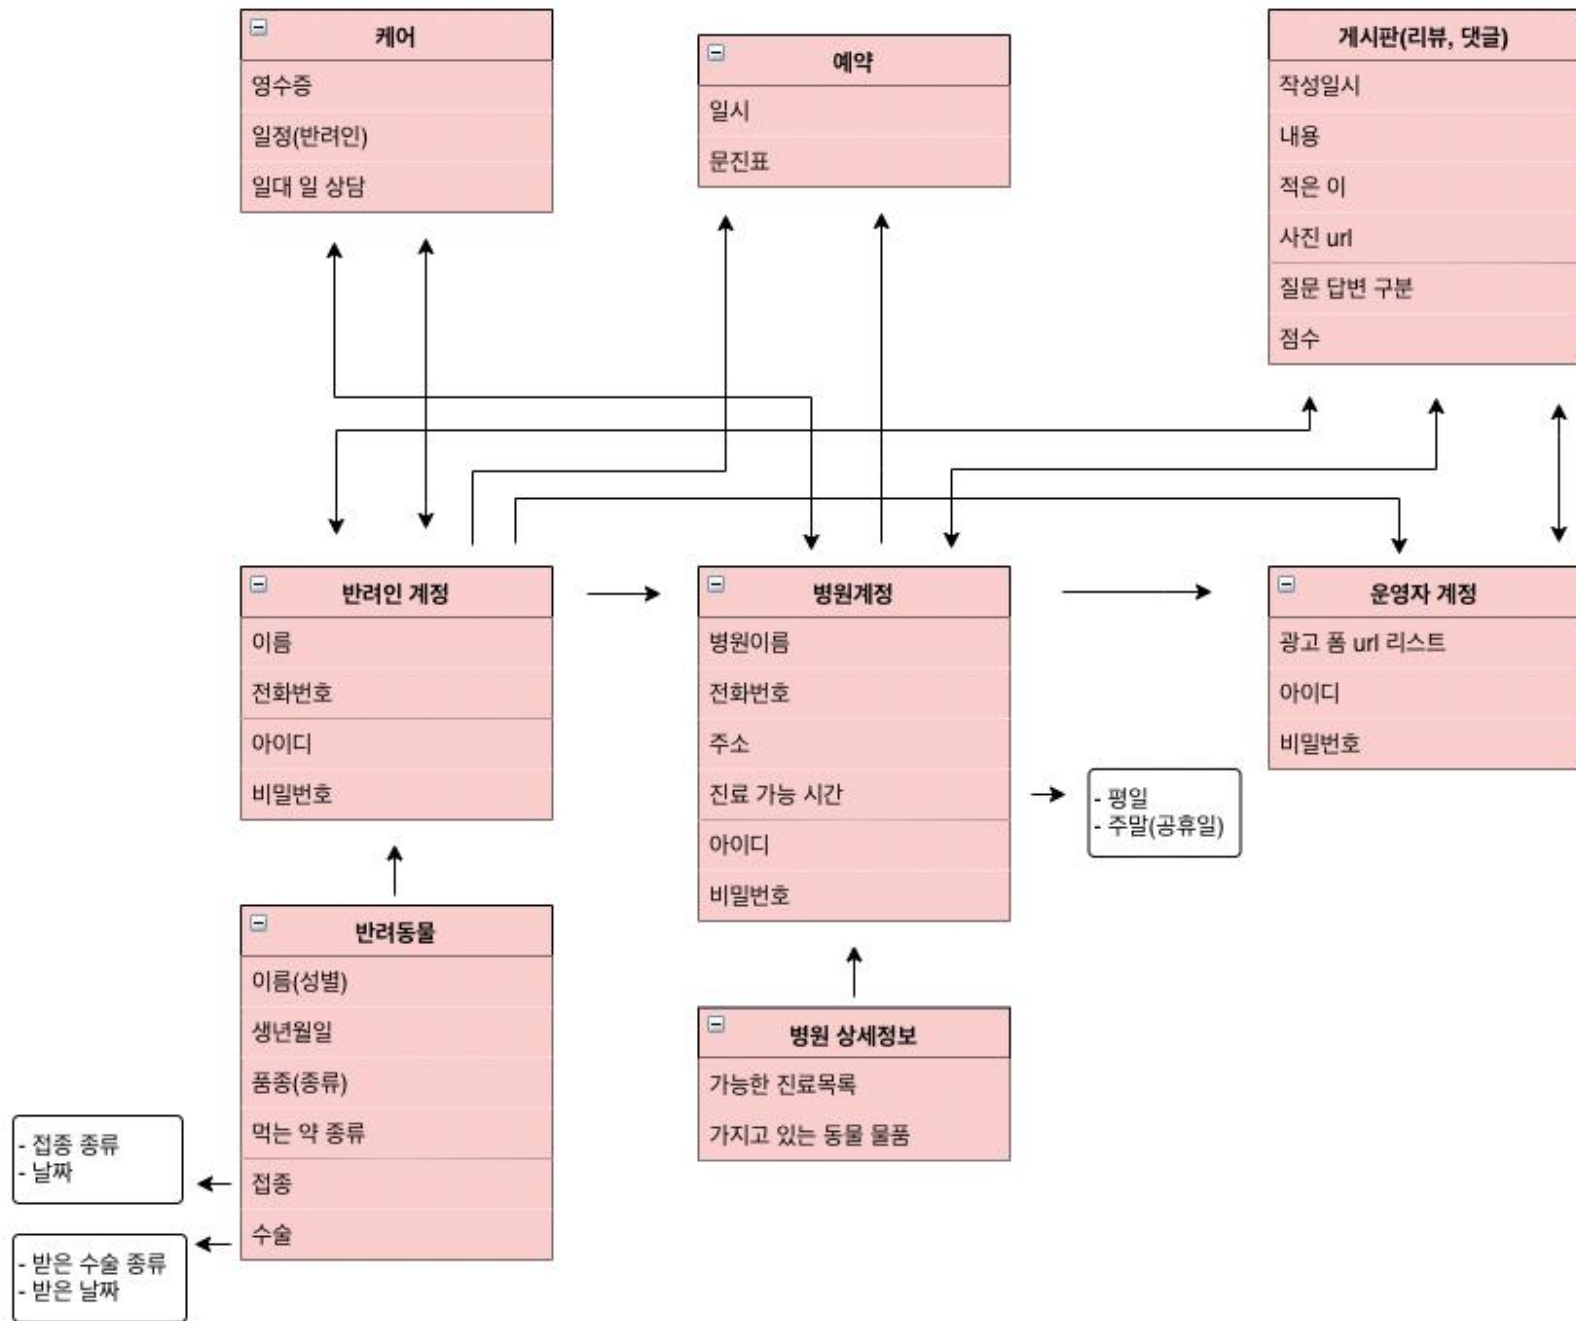 케어
영수증
일정(반려인)
일대 일 상담
예약
일시
문진표
게시판(리뷰, 댓글)
작성일시
내용
적은 이
사진 url
질문 답변 구분
점수
반려인 계정
이름
전화번호
아이디
비밀번호
병원계정
병원이름
전화번호
주소
진료 가능 시간
아이디
비밀번호
- 평일
- 주말(공휴일)
운영자 계정
광고 폼 url 리스트
아이디
비밀번호
반려동물
이름(성별)
생년월일
품종(종류)
먹는 약 종류
접종
수술
- 접종 종류
- 날짜
- 받은 수술 종류
- 받은 날짜
병원 상세정보
가능한 진료목록
가지고 있는 동물 물품